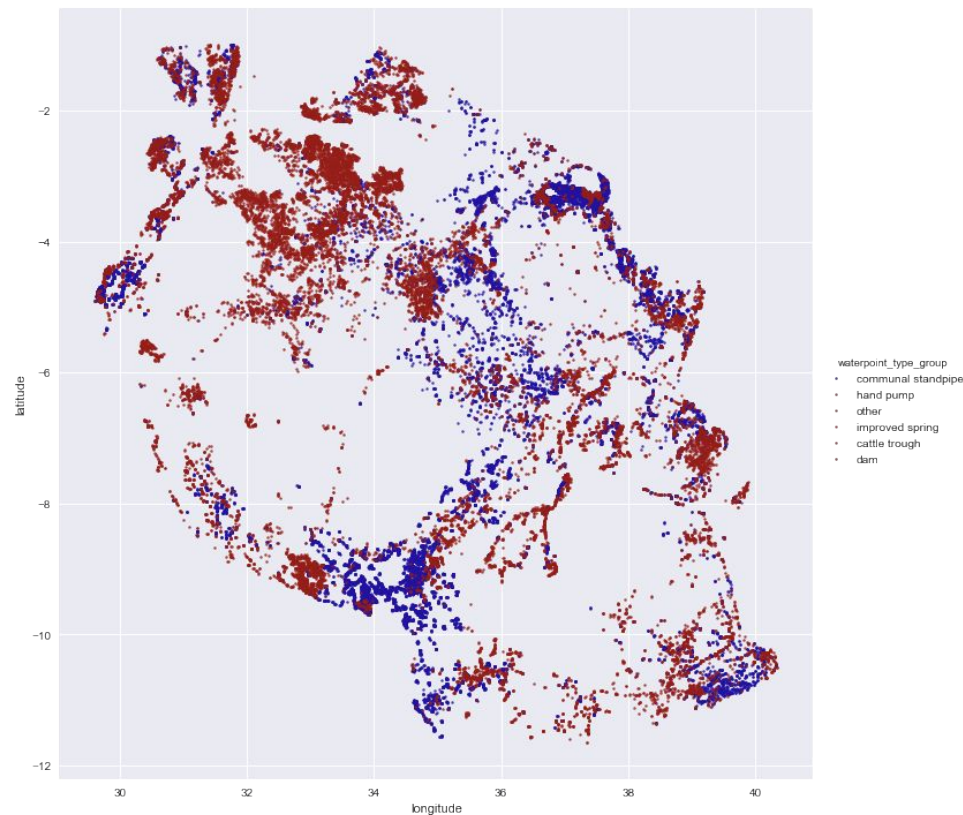 −2
−4
−6
−8
−10
−12
latitude
30
32
34
36
38
40
longitude
waterpoint_type_group
communal standpipe
hand pump
other
improved spring
cattle trough
dam